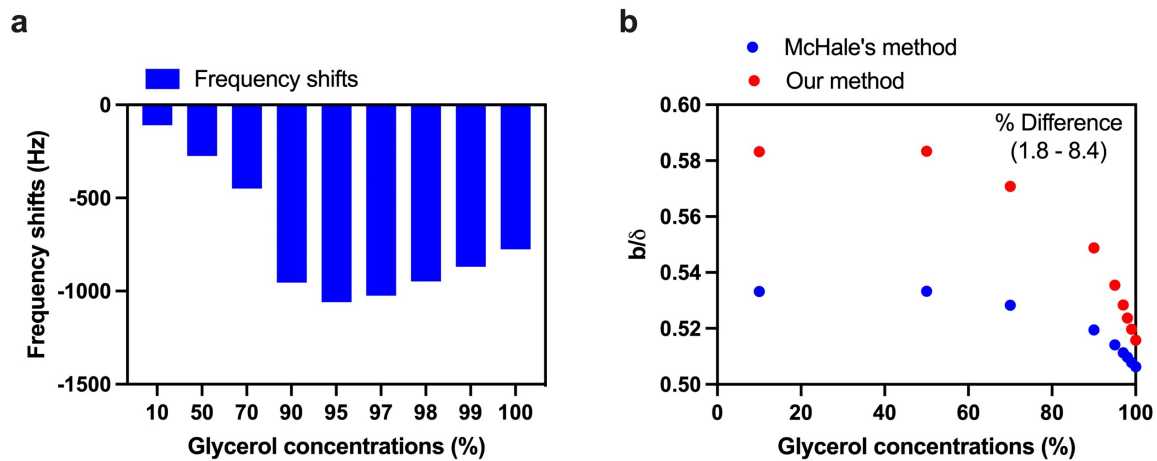 a
Frequency shifts
0
-500
-1000
-1500
Frequency shifts (Hz)
10 50 70 90 95 97 98 99 100
Glycerol concentrations (%)
b
McHale's method
Our method
% Difference
(1.8 - 8.4)
0.60
0.58
0.56
0.54
0.52
0.50
b/δ
0 20 40 60 80 100
Glycerol concentrations (%)